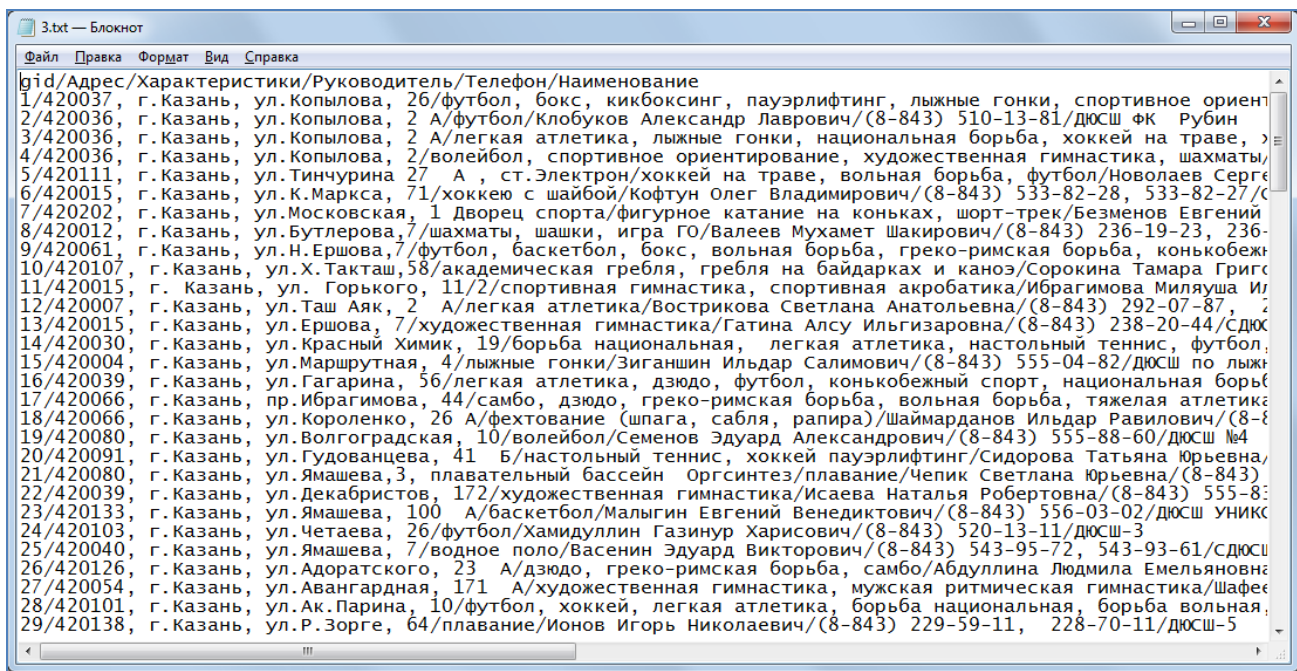 3.txt — Блокнот
Файл Правка Формат Вид Справка
gid/Адрес/Характеристики/Руководитель/Телефон/Наименование
1/420037, г.Казань, ул.Копылова, 26/футбол, бокс, кикбоксинг, пауэрлифтинг, лыжные гонки, спортивное ориент
2/420036, г.Казань, ул.Копылова, 2 А/футбол/Клобуков Александр Лаврович/(8-843) 510-13-81/ДЮСШ ФК  Рубин
3/420036, г.Казань, ул.Копылова, 2 А/легкая атлетика, лыжные гонки, национальная борьба, хоккей на траве,
4/420036, г.Казань, ул.Копылова, 2/волейбол, спортивное ориентирование, художественная гимнастика, шахматы/
5/420111, г.Казань, ул.Тинчурина 27  А , ст.Электрон/хоккей на траве, вольная борьба, футбол/Новолаев Серге
6/420015, г.Казань, ул.К.Маркса, 71/хоккею с шайбой/Кофтун Олег Владимирович/(8-843) 533-82-28, 533-82-27/
7/420202, г.Казань, ул.Московская, 1 Дворец спорта/фигурное катание на коньках, шорт-трек/Безменов Евгений
8/420012, г.Казань, ул.Бутлерова,7/шахматы, шашки, игра ГО/Валеев Мухамет Шакирович/(8-843) 236-19-23, 236-
9/420061, г.Казань, ул.Н.Ершова,7/футбол, баскетбол, бокс, вольная борьба, греко-римская борьба, конькобеж
10/420107, г.Казань, ул.Х.Такташ,58/академическая гребля, гребля на байдарках и каноэ/Сорокина Тамара Григо
11/420015, г. Казань, ул. Горького, 11/2/спортивная гимнастика, спортивная акробатика/Ибрагимова Миляуша Ил
12/420007, г.Казань, ул.Таш Аяк, 2  А/легкая атлетика/Вострикова Светлана Анатольевна/(8-843) 292-07-87,  2
13/420015, г.Казань, ул.Ершова, 7/художественная гимнастика/Гатина Алсу Ильгизаровна/(8-843) 238-20-44/СДЮС
14/420030, г.Казань, ул.Красный Химик, 19/борьба национальная,  легкая атлетика, настольный теннис, футбол,
15/420004, г.Казань, ул.Маршрутная, 4/лыжные гонки/Зиганшин Ильдар Салимович/(8-843) 555-04-82/ДЮСШ по лыжн
16/420039, г.Казань, ул.Гагарина, 56/легкая атлетика, дзюдо, футбол, конькобежный спорт, национальная борьб
17/420066, г.Казань, пр.Ибрагимова, 44/самбо, дзюдо, греко-римская борьба, вольная борьба, тяжелая атлетика
18/420066, г.Казань, ул.Короленко, 26 А/фехтование (шпага, сабля, рапира)/Шаймарданов Ильдар Равилович/(8-8
19/420080, г.Казань, ул.Волгоградская, 10/волейбол/Семенов Эдуард Александрович/(8-843) 555-88-60/ДЮСШ №4
20/420091, г.Казань, ул.Гудованцева, 41  Б/настольный теннис, хоккей пауэрлифтинг/Сидорова Татьяна Юрьевна/
21/420080, г.Казань, ул.Ямашева,3, плавательный бассейн  Оргсинтез/плавание/Чепик Светлана Юрьевна/(8-843)
22/420039, г.Казань, ул.Декабристов, 172/художественная гимнастика/Исаева Наталья Робертовна/(8-843) 555-83
23/420133, г.Казань, ул.Ямашева, 100  А/баскетбол/Малыгин Евгений Венедиктович/(8-843) 556-03-02/ДЮСШ УНИКС
24/420103, г.Казань, ул.Четаева, 26/футбол/Хамидуллин Газинур Харисович/(8-843) 520-13-11/ДЮСШ-3
25/420040, г.Казань, ул.Ямашева, 7/водное поло/Васенин Эдуард Викторович/(8-843) 543-95-72, 543-93-61/СДЮСШ
26/420126, г.Казань, ул.Адоратского, 23  А/дзюдо, греко-римская борьба, самбо/Абдуллина Людмила Емельяновна
27/420054, г.Казань, ул.Авангардная, 171  А/художественная гимнастика, мужская ритмическая гимнастика/Шафее
28/420101, г.Казань, ул.Ак.Парина, 10/футбол, хоккей, легкая атлетика, борьба национальная, борьба вольная,
29/420138, г.Казань, ул.Р.Зорге, 64/плавание/Ионов Игорь Николаевич/(8-843) 229-59-11,  228-70-11/ДЮСШ-5